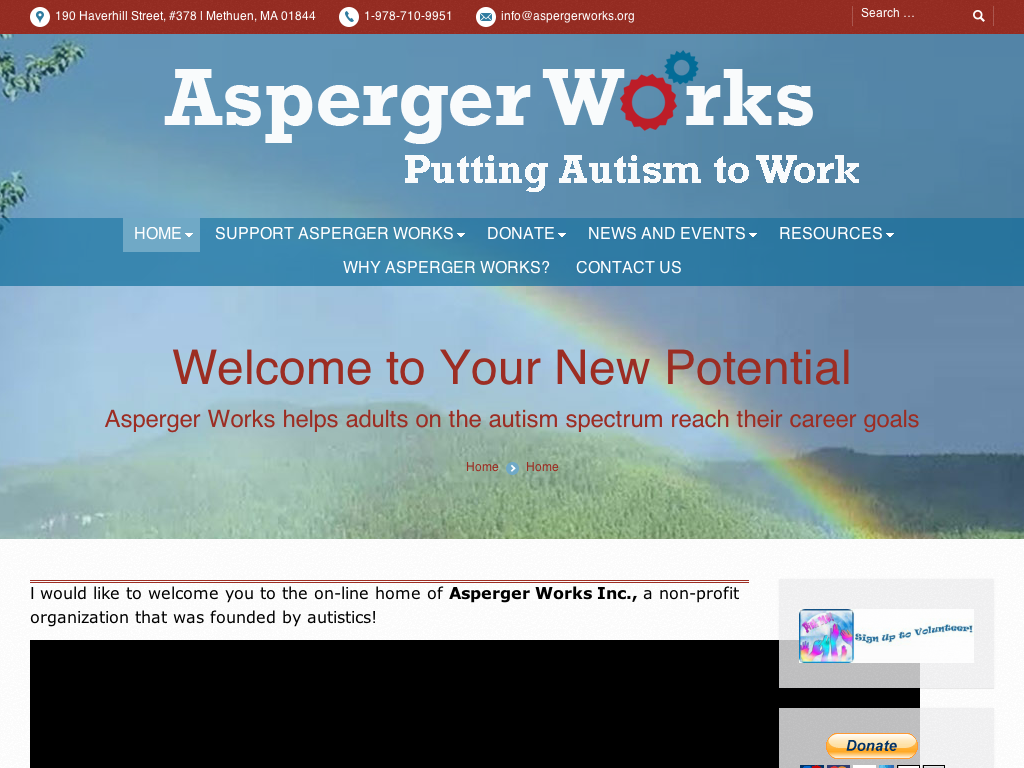 190 Haverhill Street, #378 l Methuen, MA 01844
1-978-710-9951
info@aspergerworks.org
Search ...
Asperger Works
Putting Autism to Work
HOME
SUPPORT ASPERGER WORKS
DONATE
NEWS AND EVENTS
RESOURCES
WHY ASPERGER WORKS?
CONTACT US
Welcome to Your New Potential
Asperger Works helps adults on the autism spectrum reach their career goals
Home
Home
I would like to welcome you to the on-line home of Asperger Works Inc., a non-profit
organization that was founded by autistics!
Sign up to Volunteer!
Donate